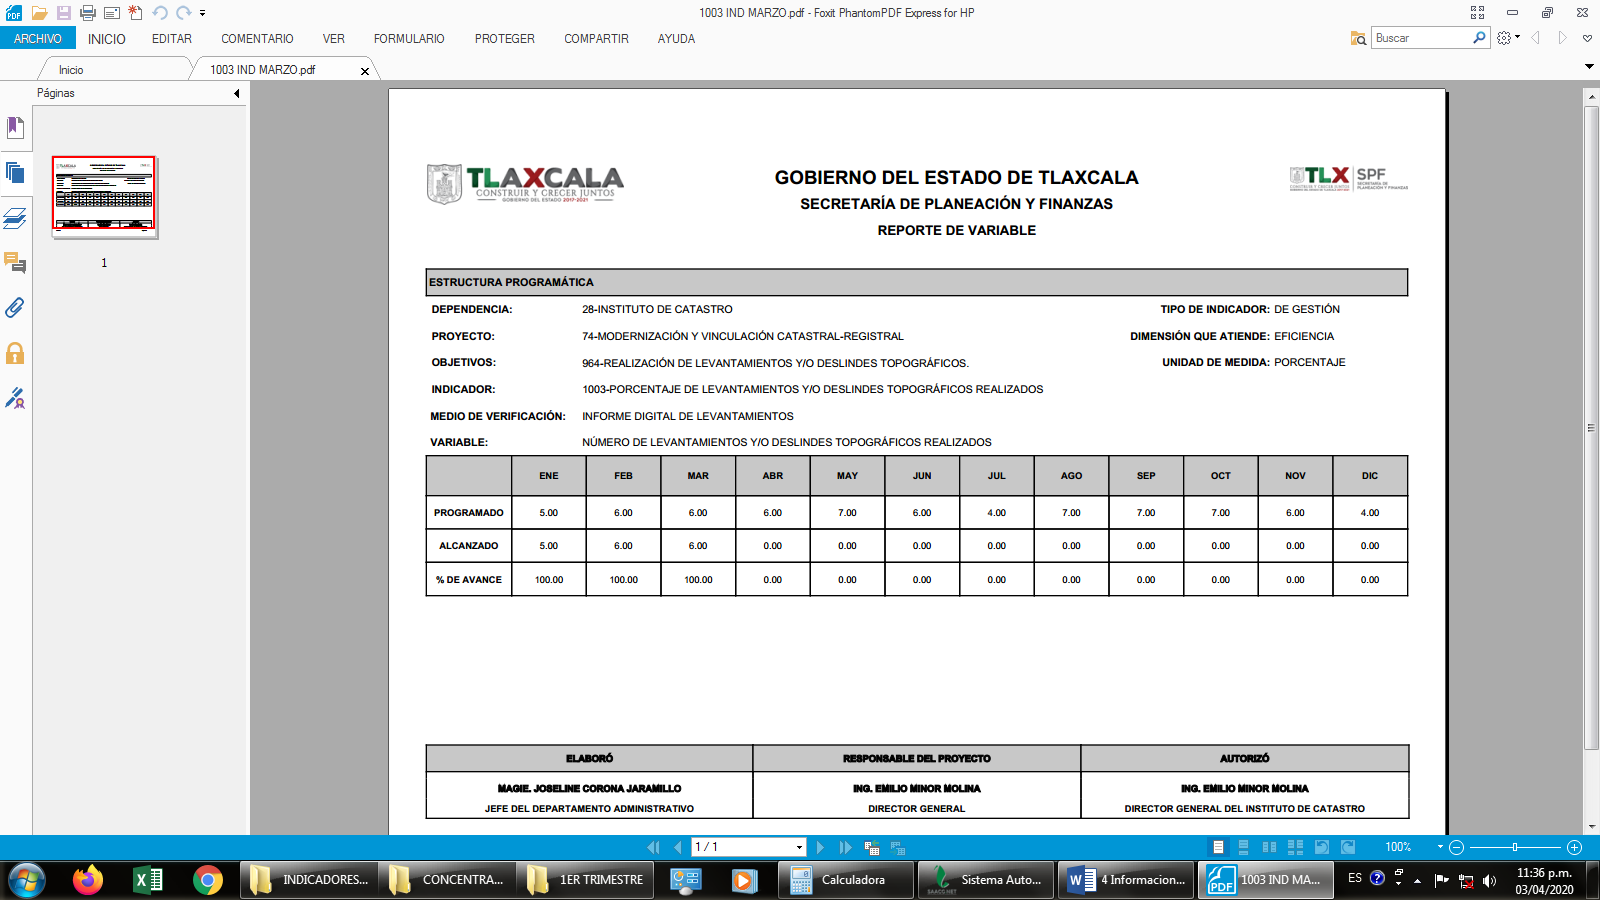 1003 IND MARZO.pdf - Foxit PhantomPDF Express for HP
ARCHIVO INICIO EDITAR COMENTARIO VER FORMULARIO PROTEGER COMPARTIR AYUDA Buscar
Inicio 1003 IND MARZO.pdf
Páginas
1
TLAXCALA
CONSTRUIR Y CRECER JUNTOS
GOBIERNO DEL ESTADO 2017-2021
GOBIERNO DEL ESTADO DE TLAXCALA
SECRETARÍA DE PLANEACIÓN Y FINANZAS
REPORTE DE VARIABLE
TLX SPF
CONSTRUIR Y CRECER JUNTOS
SECRETARÍA DE
PLANEACIÓN Y FINANZAS
ESTRUCTURA PROGRAMÁTICA
DEPENDENCIA: 28-INSTITUTO DE CATASTRO TIPO DE INDICADOR: DE GESTIÓN
PROYECTO: 74-MODERNIZACIÓN Y VINCULACIÓN CATASTRAL-REGISTRAL DIMENSIÓN QUE ATIENDE: EFICIENCIA
OBJETIVOS: 964-REALIZACIÓN DE LEVANTAMIENTOS Y/O DESLINDES TOPOGRÁFICOS. UNIDAD DE MEDIDA: PORCENTAJE
INDICADOR: 1003-PORCENTAJE DE LEVANTAMIENTOS Y/O DESLINDES TOPOGRÁFICOS REALIZADOS
MEDIO DE VERIFICACIÓN: INFORME DIGITAL DE LEVANTAMIENTOS
VARIABLE: NÚMERO DE LEVANTAMIENTOS Y/O DESLINDES TOPOGRÁFICOS REALIZADOS
ENE FEB MAR ABR MAY JUN JUL AGO SEP OCT NOV DIC
PROGRAMADO 5.00 6.00 6.00 6.00 7.00 6.00 4.00 7.00 7.00 7.00 6.00 4.00
ALCANZADO 5.00 6.00 6.00 0.00 0.00 0.00 0.00 0.00 0.00 0.00 0.00 0.00
% DE AVANCE 100.00 100.00 100.00 0.00 0.00 0.00 0.00 0.00 0.00 0.00 0.00 0.00
ELABORÓ RESPONSABLE DEL PROYECTO AUTORIZÓ
MAGIE. JOSELINE CORONA JARAMILLO ING. EMILIO MINOR MOLINA ING. EMILIO MINOR MOLINA
JEFE DEL DEPARTAMENTO ADMINISTRATIVO DIRECTOR GENERAL DIRECTOR GENERAL DEL INSTITUTO DE CATASTRO
1 / 1 100%
INDICADORES... CONCENTRA... 1ER TRIMESTRE Calculadora Sistema Auto... 4 Informacion... 1003 IND MA... ES 11:36 p.m.
03/04/2020